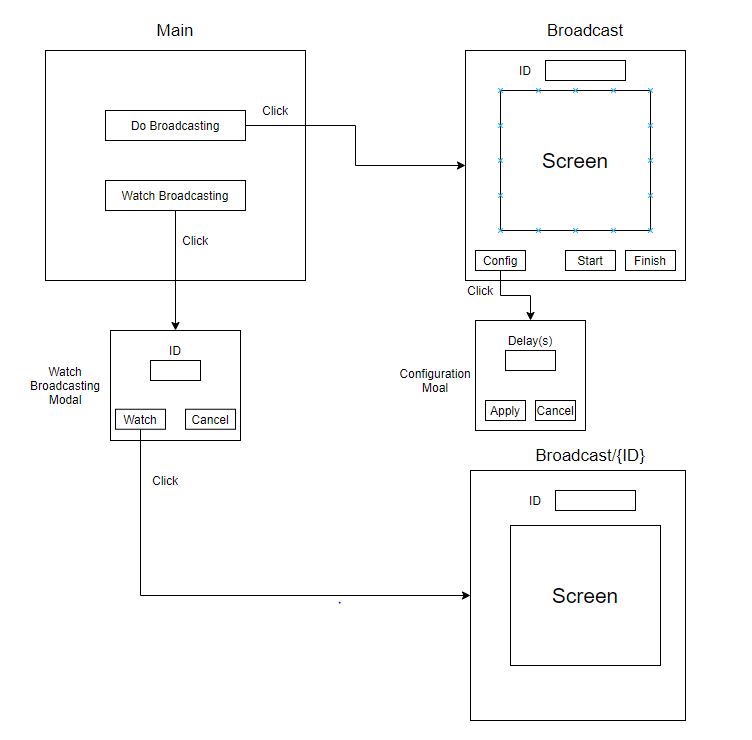 Main
Broadcast
ID
Click
Do Broadcasting
Screen
Watch Broadcasting
Click
Config
Start
Finish
Click
ID
Delay(s)
Watch
Broadcasting
Modal
Configuration
Moal
Watch
Cancel
Apply
Cancel
Broadcast/{ID}
Click
ID
Screen